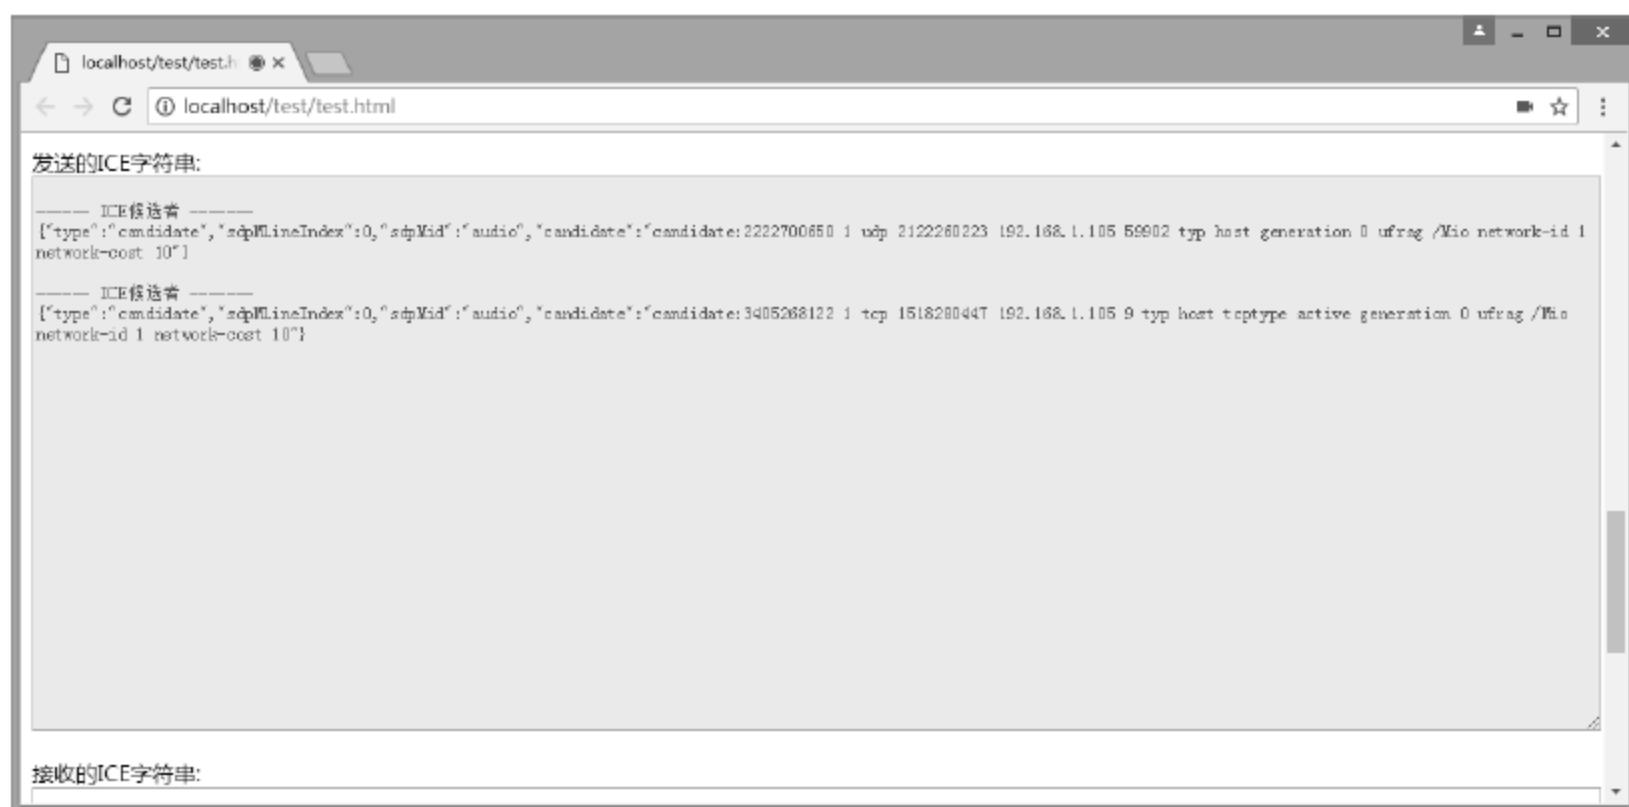 localhost/test/test.h
localhost/test/test.html
发送的ICE字符串:
------ ICE候选者 -------
{"type":"candidate","sdpMLineIndex":0,"sdpMid":"audio","candidate":"candidate:2222700650 1 udp 2122260223 192.168.1.105 59902 typ host generation 0 ufrag /Mio network-id 1
network-cost 10"}
------ ICE候选者 -------
{"type":"candidate","sdpMLineIndex":0,"sdpMid":"audio","candidate":"candidate:3405268122 1 tcp 1518280447 192.168.1.105 9 typ host tcptype active generation 0 ufrag /Mio
network-id 1 network-cost 10"}
接收的ICE字符串: